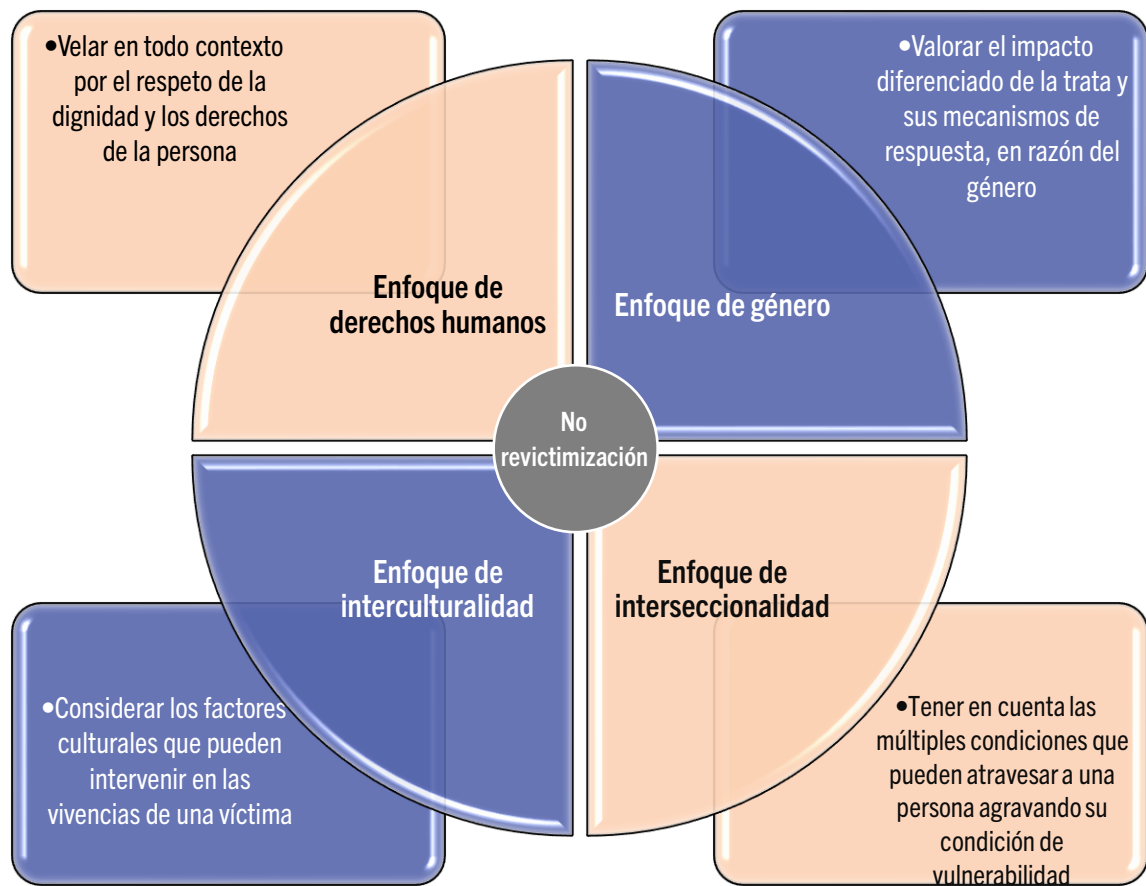 •Velar en todo contexto
por el respeto de la
dignidad y los derechos
de la persona
•Valorar el impacto
diferenciado de la trata y
sus mecanismos de
respuesta, en razón del
género
Enfoque de
derechos humanos
Enfoque de género
No
revictimización
Enfoque de
interculturalidad
Enfoque de
interseccionalidad
•Considerar los factores
culturales que pueden
intervenir en las
vivencias de una víctima
•Tener en cuenta las
múltiples condiciones que
pueden atravesar a una
persona agravando su
condición de
vulnerabilidad